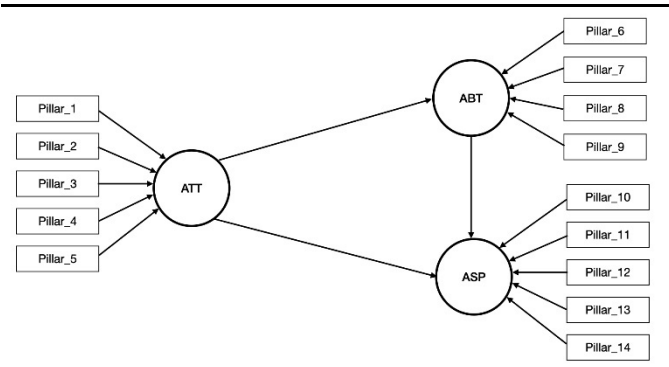 Pillar_1
Pillar_2
Pillar_3
Pillar_4
Pillar_5
ATT
ABT
ASP
Pillar_6
Pillar_7
Pillar_8
Pillar_9
Pillar_10
Pillar_11
Pillar_12
Pillar_13
Pillar_14